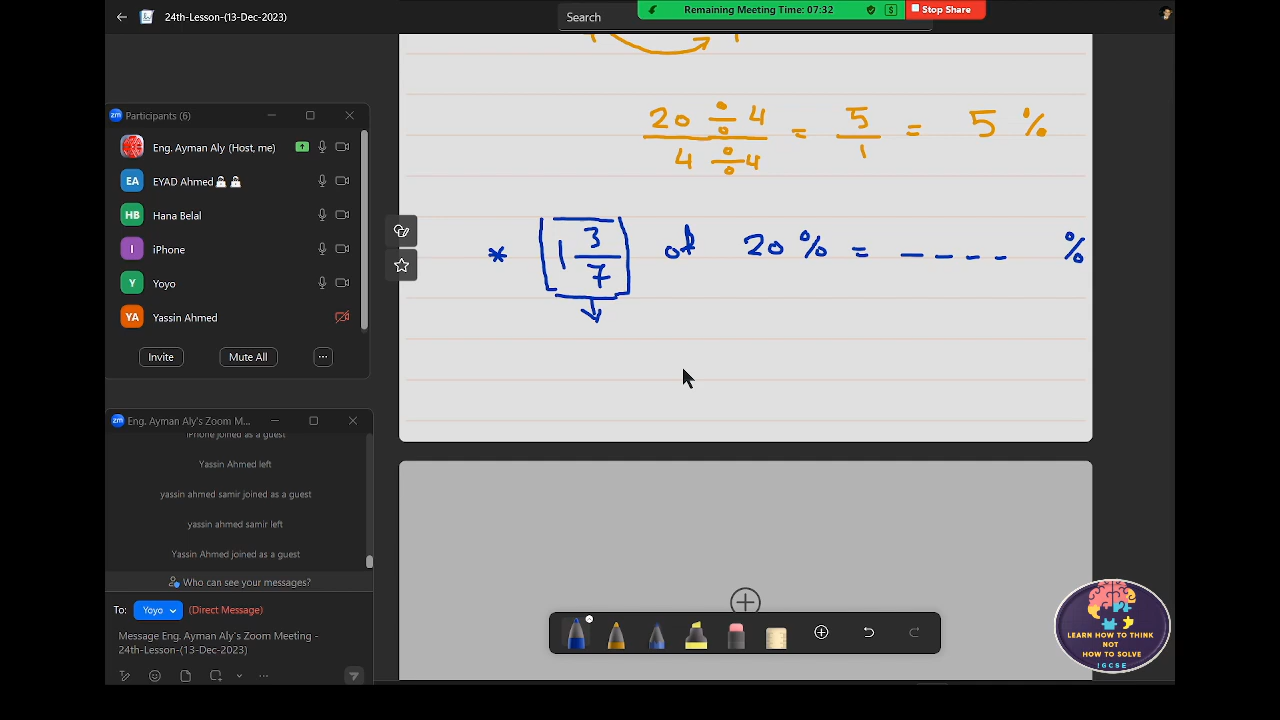 24th-Lesson-(13-Dec-2023)
Search
Remaining Meeting Time: 07:32
$
Stop Share
zm Participants (6)
Eng. Ayman Aly (Host, me)
EA EYAD Ahmed
HB Hana Belal
I iPhone
Y Yoyo
YA Yassin Ahmed
Invite
Mute All
...
zm Eng. Ayman Aly's Zoom M...
iPhone joined as a guest
Yassin Ahmed left
yassin ahmed samir joined as a guest
yassin ahmed samir left
Yassin Ahmed joined as a guest
Who can see your messages?
To: Yoyo (Direct Message)
Message Eng. Ayman Aly's Zoom Meeting -
24th-Lesson-(13-Dec-2023)
20 ÷ 4 / 4 ÷ 4 = 5 / 1 = 5 %
* 1 3/7 of 20 % = _ _ _ _ %
LEARN HOW TO THINK
NOT
HOW TO SOLVE
IGCSE